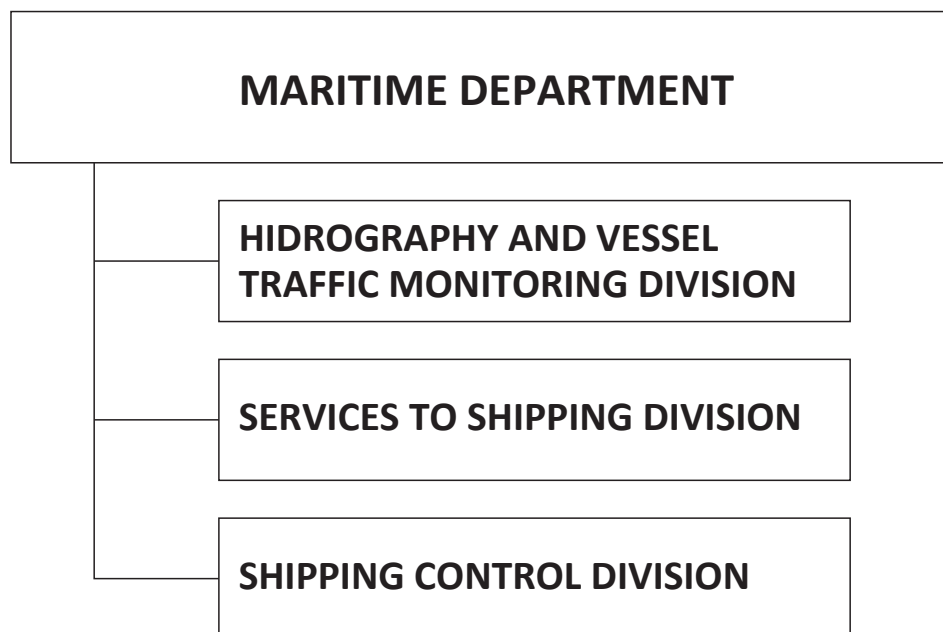 MARITIME DEPARTMENT
HIDROGRAPHY AND VESSEL
TRAFFIC MONITORING DIVISION
SERVICES TO SHIPPING DIVISION
SHIPPING CONTROL DIVISION